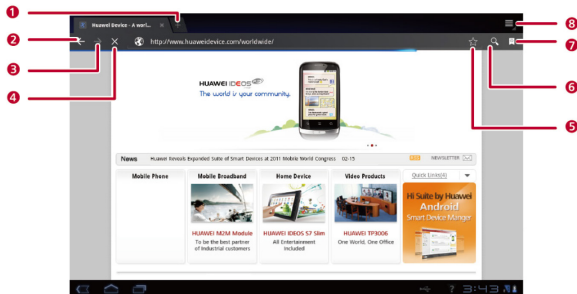 1
8
Huawei Device - A worl...
2
http://www.huaweidevice.com/worldwide/
7
3
4
6
5
HUAWEI IDEOS
The world is your community.
News Huawei Reveals Expanded Suite of Smart Devices at 2011 Mobile World Congress 02-15
NEWSLETTER
Mobile Phone Mobile Broadband Home Device Video Products Quick Links(4)
Hi Suite by Huawei
Android
Smart Device Manger
HUAWEI M2M Module HUAWEI IDEOS S7 Slim HUAWEI TP3006
To be the best partner All Entertainment One World, One Office
of Industrial customers Included!
? 3:43